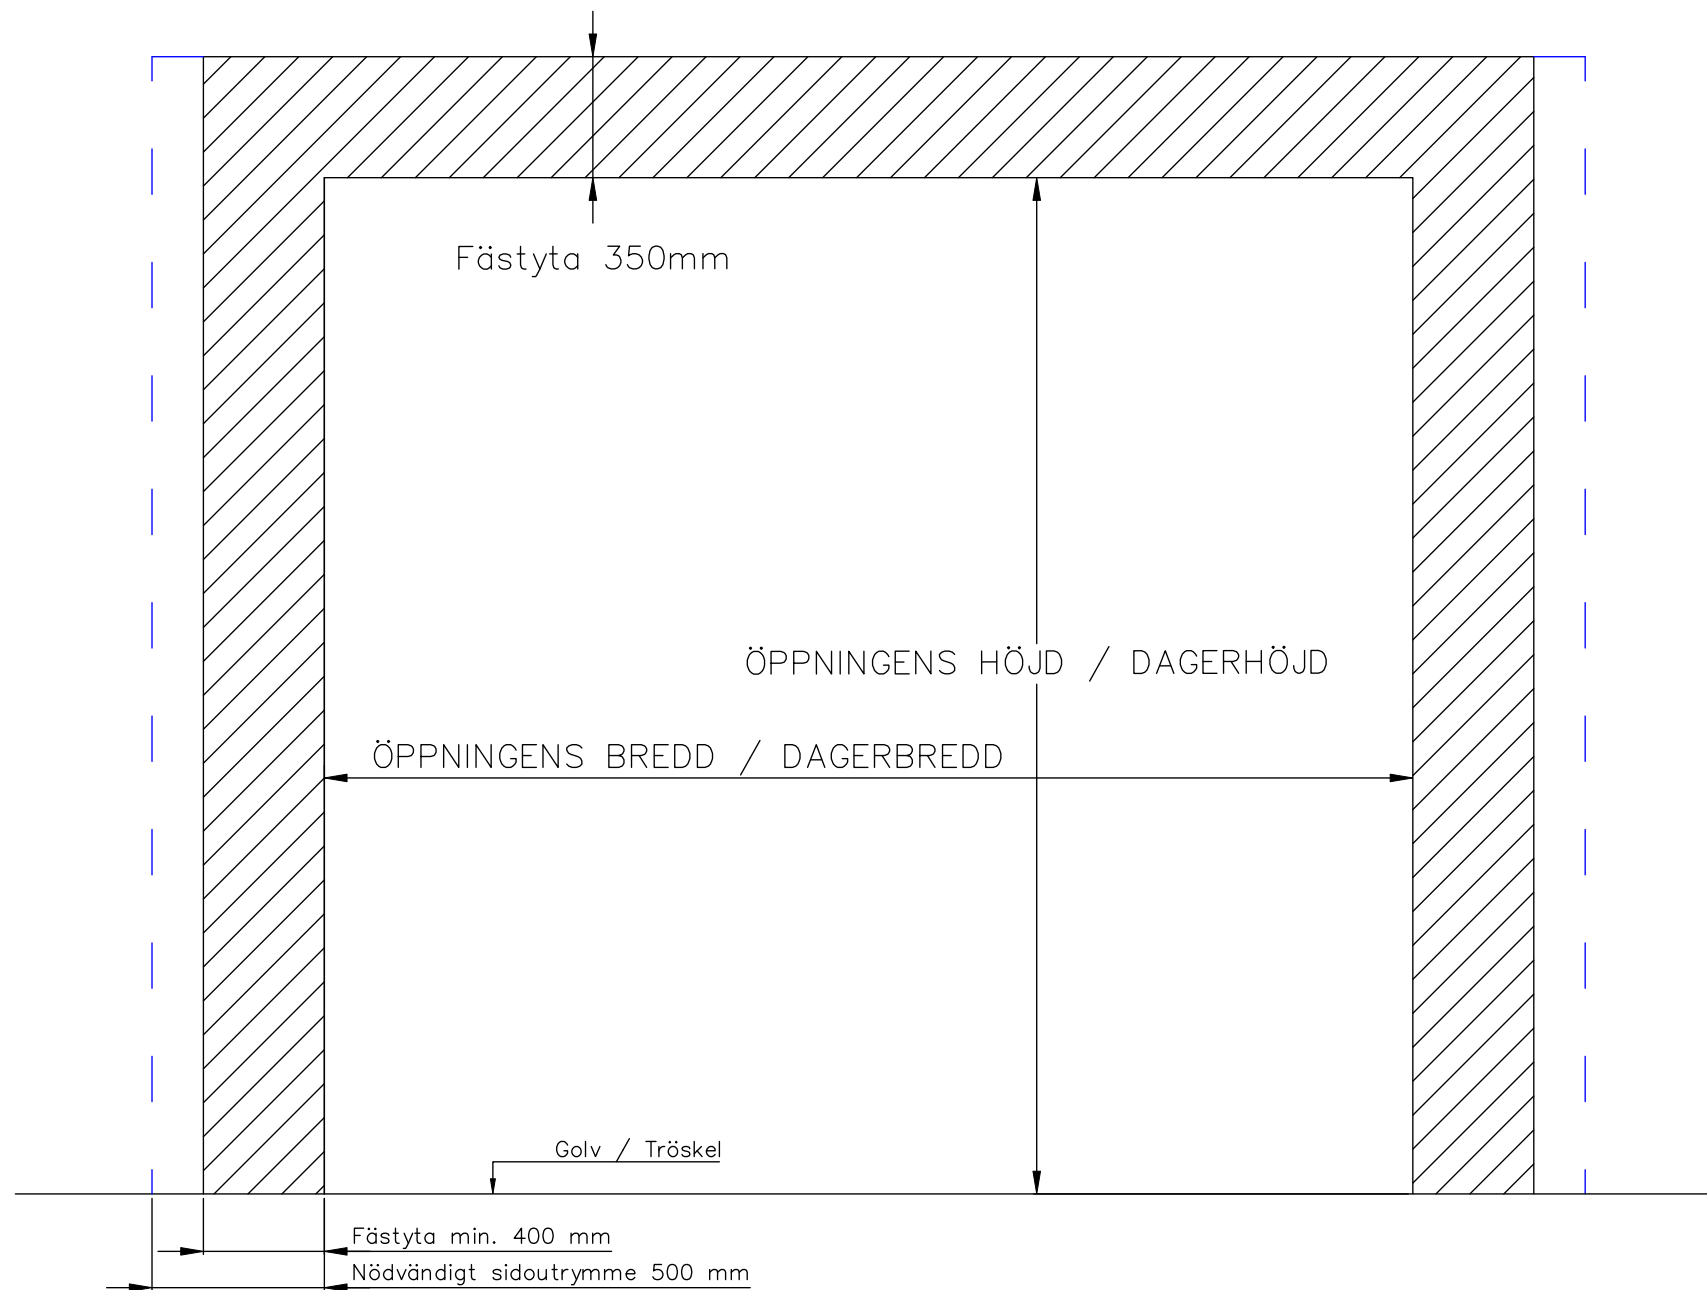 Fästyta 350mm
ÖPPNINGENS HÖJD / DAGERHÖJD
ÖPPNINGENS BREDD / DAGERBREDD
Golv / Tröskel
Fästyta min. 400 mm
Nödvändigt sidoutrymme 500 mm